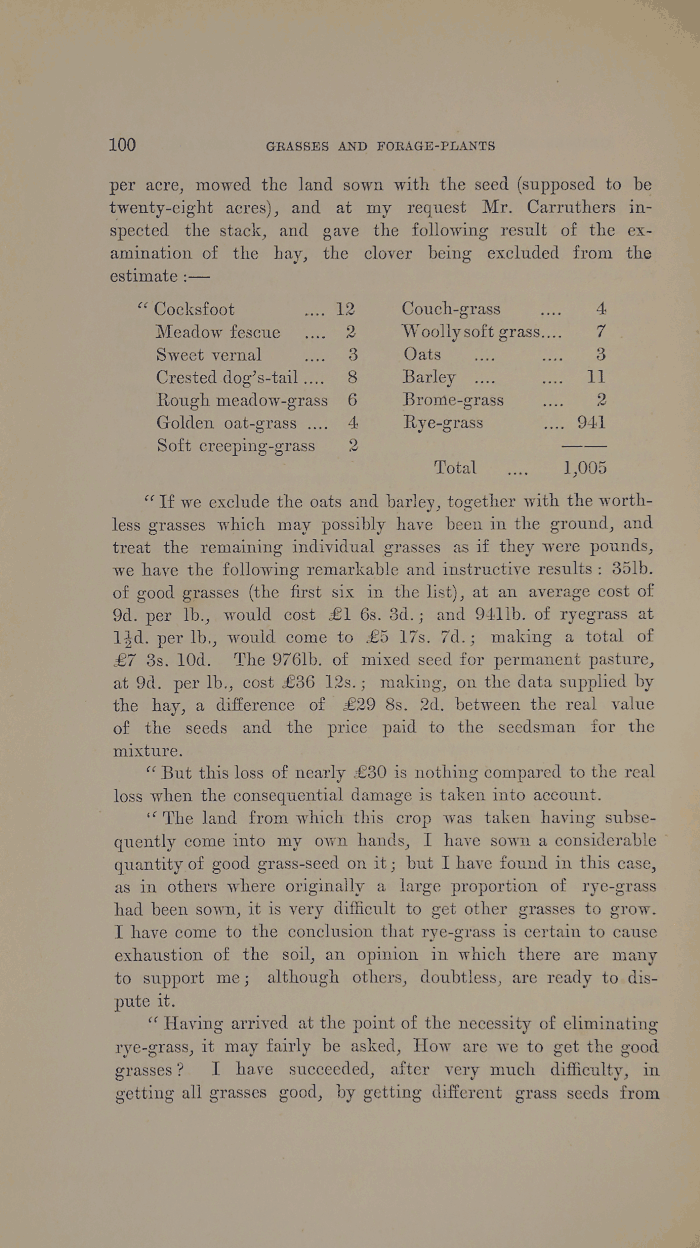 100 GRASSES AND FORAGE-PLANTS
per acre, mowed the land sown with the seed (supposed to be
twenty-eight acres), and at my request Mr. Carruthers in-
spected the stack, and gave the following result of the ex-
amination of the hay, the clover being excluded from the
estimate :—
“ Cocksfoot .... 12 Couch-grass .... 4
Meadow fescue .... 2 Woolly soft grass.... 7
Sweet vernal .... 3 Oats .... .... 3
Crested dog’s-tail .... 8 Barley .... .... 11
Rough meadow-grass 6 Brome-grass .... 2
Golden oat-grass .... 4 Rye-grass .... 941
Soft creeping-grass 2
Total .... 1,005
“ If we exclude the oats and barley, together with the worth-
less grasses which may possibly have been in the ground, and
treat the remaining individual grasses as if they were pounds,
we have the following remarkable and instructive results : 35lb.
of good grasses (the first six in the list), at an average cost of
9d. per lb., would cost £1 6s. 3d. ; and 941lb. of ryegrass at
1½d. per lb., would come to £5 17s. 7d. ; making a total of
£7 3s. 10d. The 976lb. of mixed seed for permanent pasture,
at 9d. per lb., cost £36 12s. ; making, on the data supplied by
the hay, a difference of £29 8s. 2d. between the real value
of the seeds and the price paid to the seedsman for the
mixture.
“ But this loss of nearly £30 is nothing compared to the real
loss when the consequential damage is taken into account.
“ The land from which this crop was taken having subse-
quently come into my own hands, I have sown a considerable
quantity of good grass-seed on it ; but I have found in this case,
as in others where originally a large proportion of rye-grass
had been sown, it is very difficult to get other grasses to grow.
I have come to the conclusion that rye-grass is certain to cause
exhaustion of the soil, an opinion in which there are many
to support me ; although others, doubtless, are ready to dis-
pute it.
“ Having arrived at the point of the necessity of eliminating
rye-grass, it may fairly be asked, How are we to get the good
grasses ? I have succeeded, after very much difficulty, in
getting all grasses good, by getting different grass seeds from